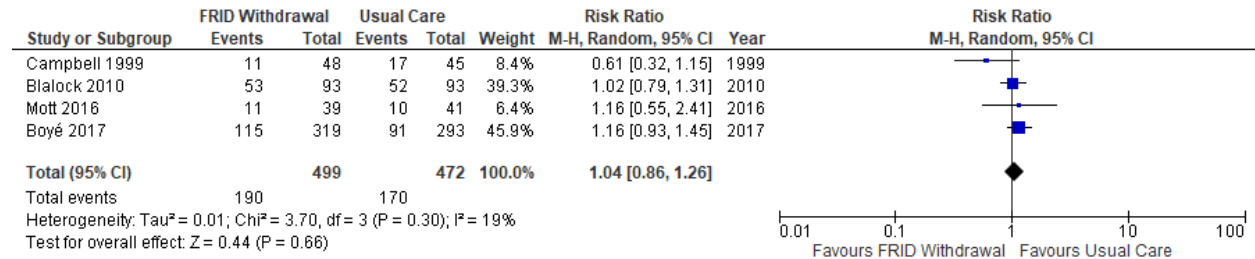 FRID Withdrawal Usual Care Risk Ratio Risk Ratio
Study or Subgroup Events Total Events Total Weight M-H, Random, 95% CI Year M-H, Random, 95% CI
Campbell 1999 11 48 17 45 8.4% 0.61 [0.32, 1.15] 1999
Blalock 2010 53 93 52 93 39.3% 1.02 [0.79, 1.31] 2010
Mott 2016 11 39 10 41 6.4% 1.16 [0.55, 2.41] 2016
Boyé 2017 115 319 91 293 45.9% 1.16 [0.93, 1.45] 2017
Total (95% CI) 499 472 100.0% 1.04 [0.86, 1.26]
Total events 190 170
Heterogeneity: Tau² = 0.01; Chi² = 3.70, df = 3 (P = 0.30); I² = 19%
Test for overall effect: Z = 0.44 (P = 0.66)
0.01 0.1 1 10 100
Favours FRID Withdrawal Favours Usual Care